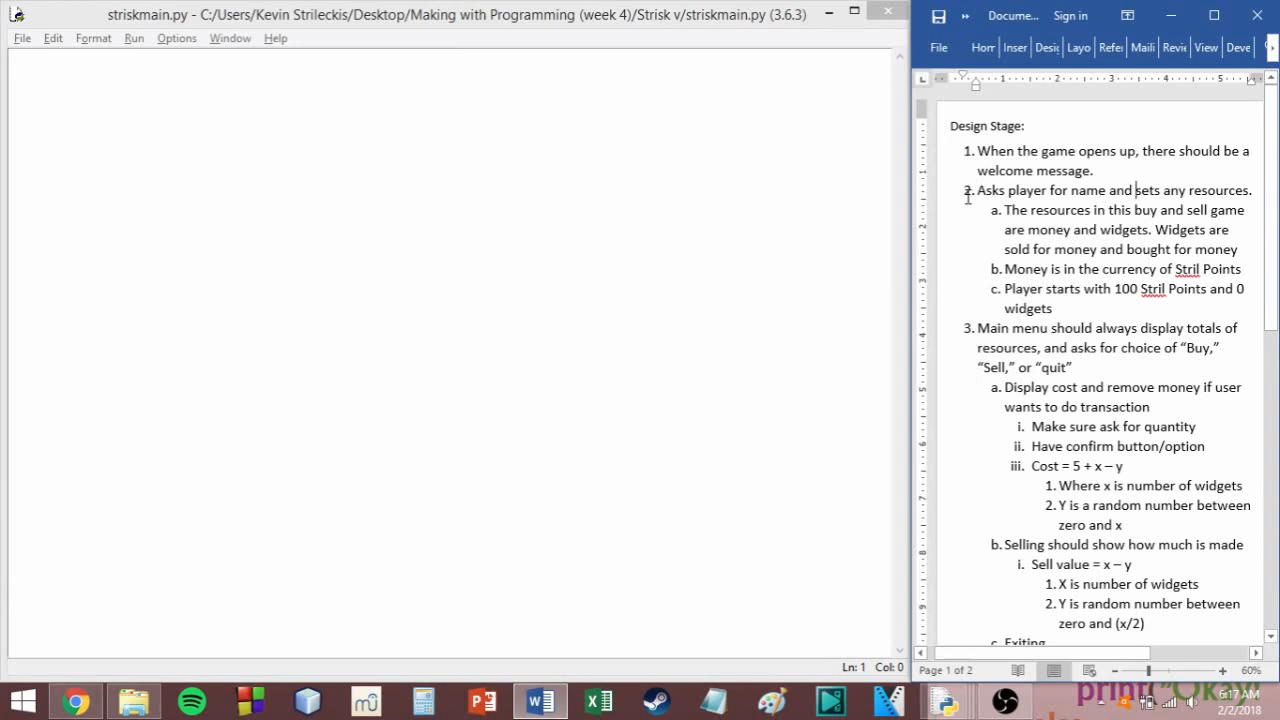 striskmain.py - C:/Users/Kevin Strileckis/Desktop/Making with Programming (week 4)/Strisk v/striskmain.py (3.6.3)
File Edit Format Run Options Window Help
Ln: 1 Col: 0
Docume... Sign in
File Hom Inser Desig Layo Refer Maili Revie View Deve
1 2 3 4 5
Design Stage:
1. When the game opens up, there should be a
welcome message.
2. Asks player for name and sets any resources.
a. The resources in this buy and sell game
are money and widgets. Widgets are
sold for money and bought for money
b. Money is in the currency of Stril Points
c. Player starts with 100 Stril Points and 0
widgets
3. Main menu should always display totals of
resources, and asks for choice of “Buy,”
“Sell,” or “quit”
a. Display cost and remove money if user
wants to do transaction
i. Make sure ask for quantity
ii. Have confirm button/option
iii. Cost = 5 + x – y
1. Where x is number of widgets
2. Y is a random number between
zero and x
b. Selling should show how much is made
i. Sell value = x – y
1. X is number of widgets
2. Y is random number between
zero and (x/2)
c. Exiting
Page 1 of 2
60%
6:17 AM
2/2/2018